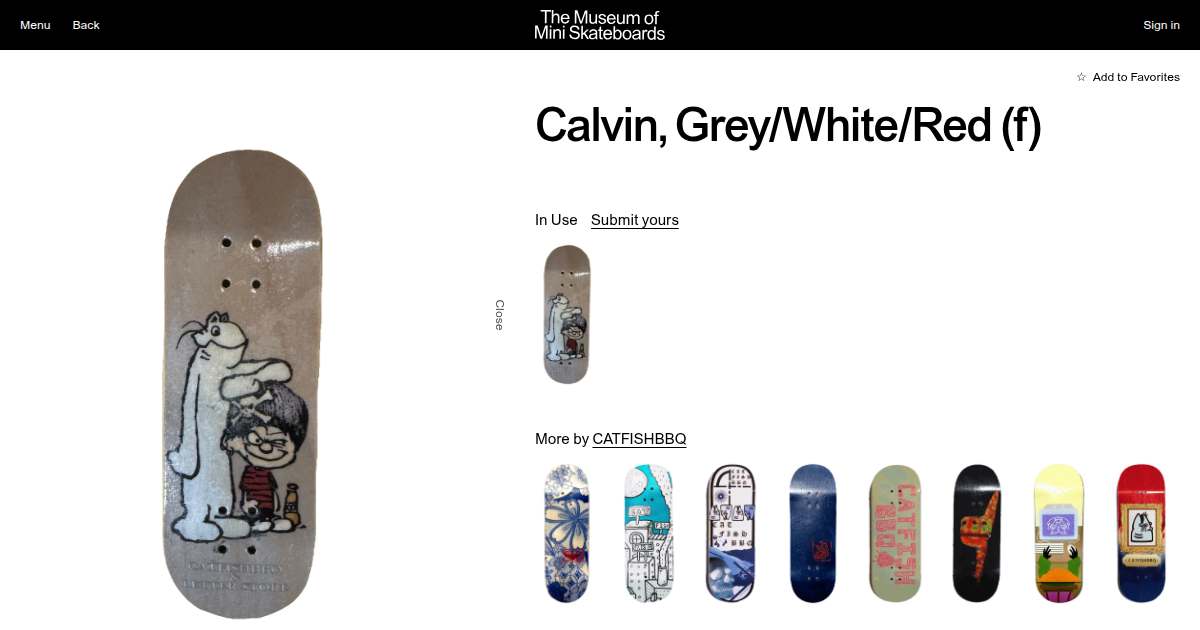 Menu
Back
The Museum of
Mini Skateboards
Sign in
☆ Add to Favorites
Calvin, Grey/White/Red (f)
In Use
Submit yours
Close
More by CATFISHBBQ
CATFISHBBQ
CATFISH
BBQ